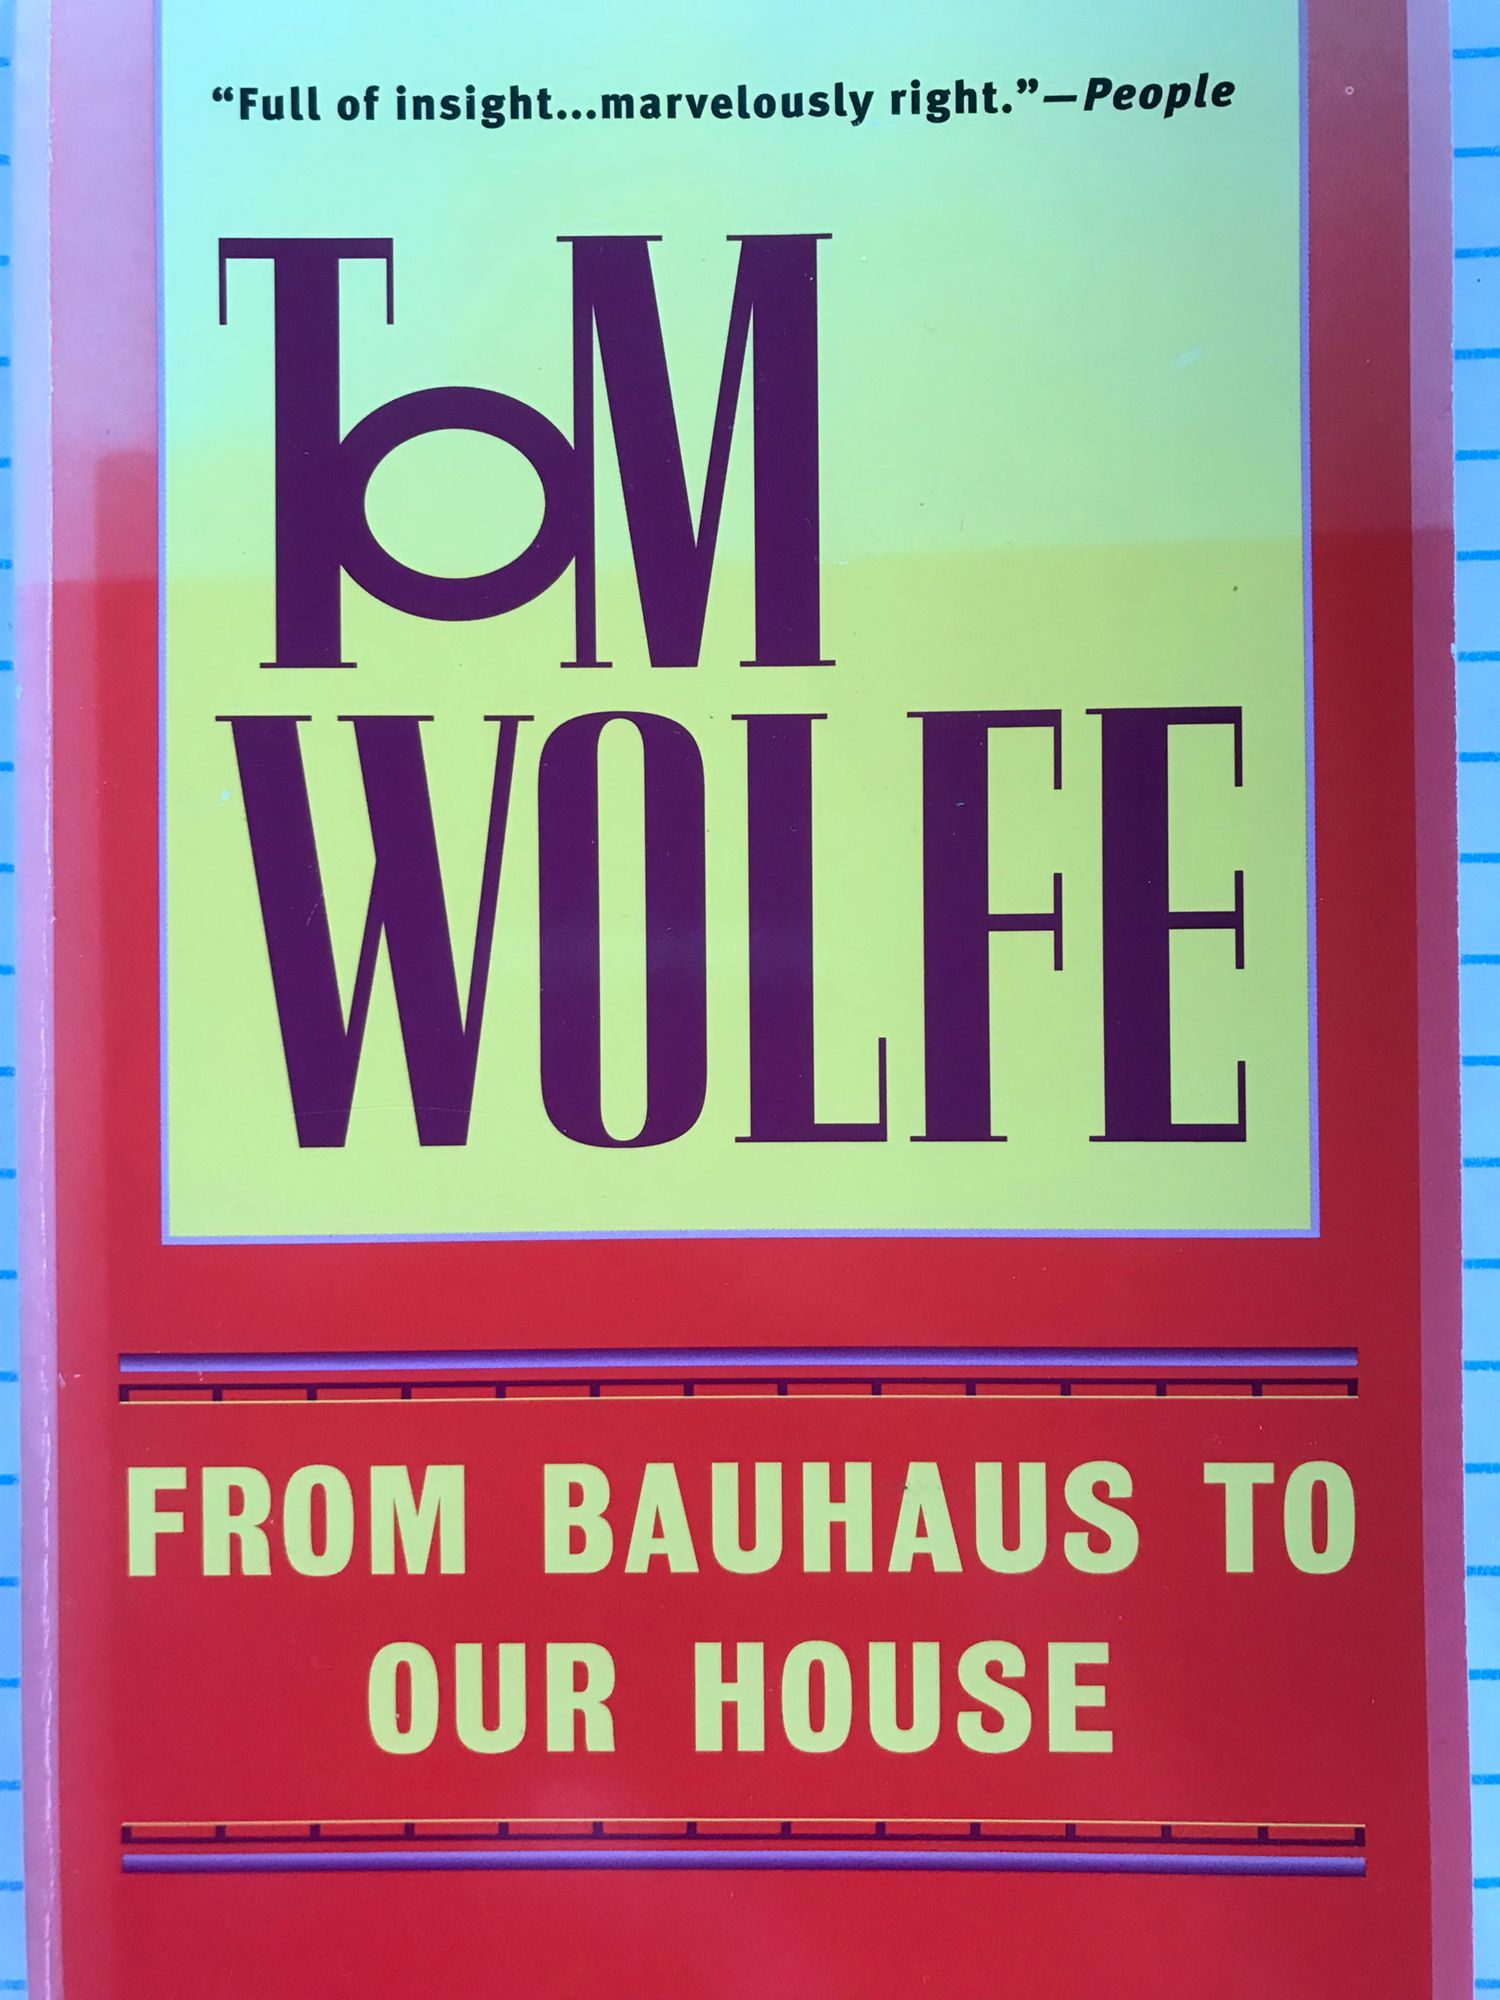 “Full of insight...marvelously right.”—People
ToM
WOLFE
FROM BAUHAUS TO
OUR HOUSE